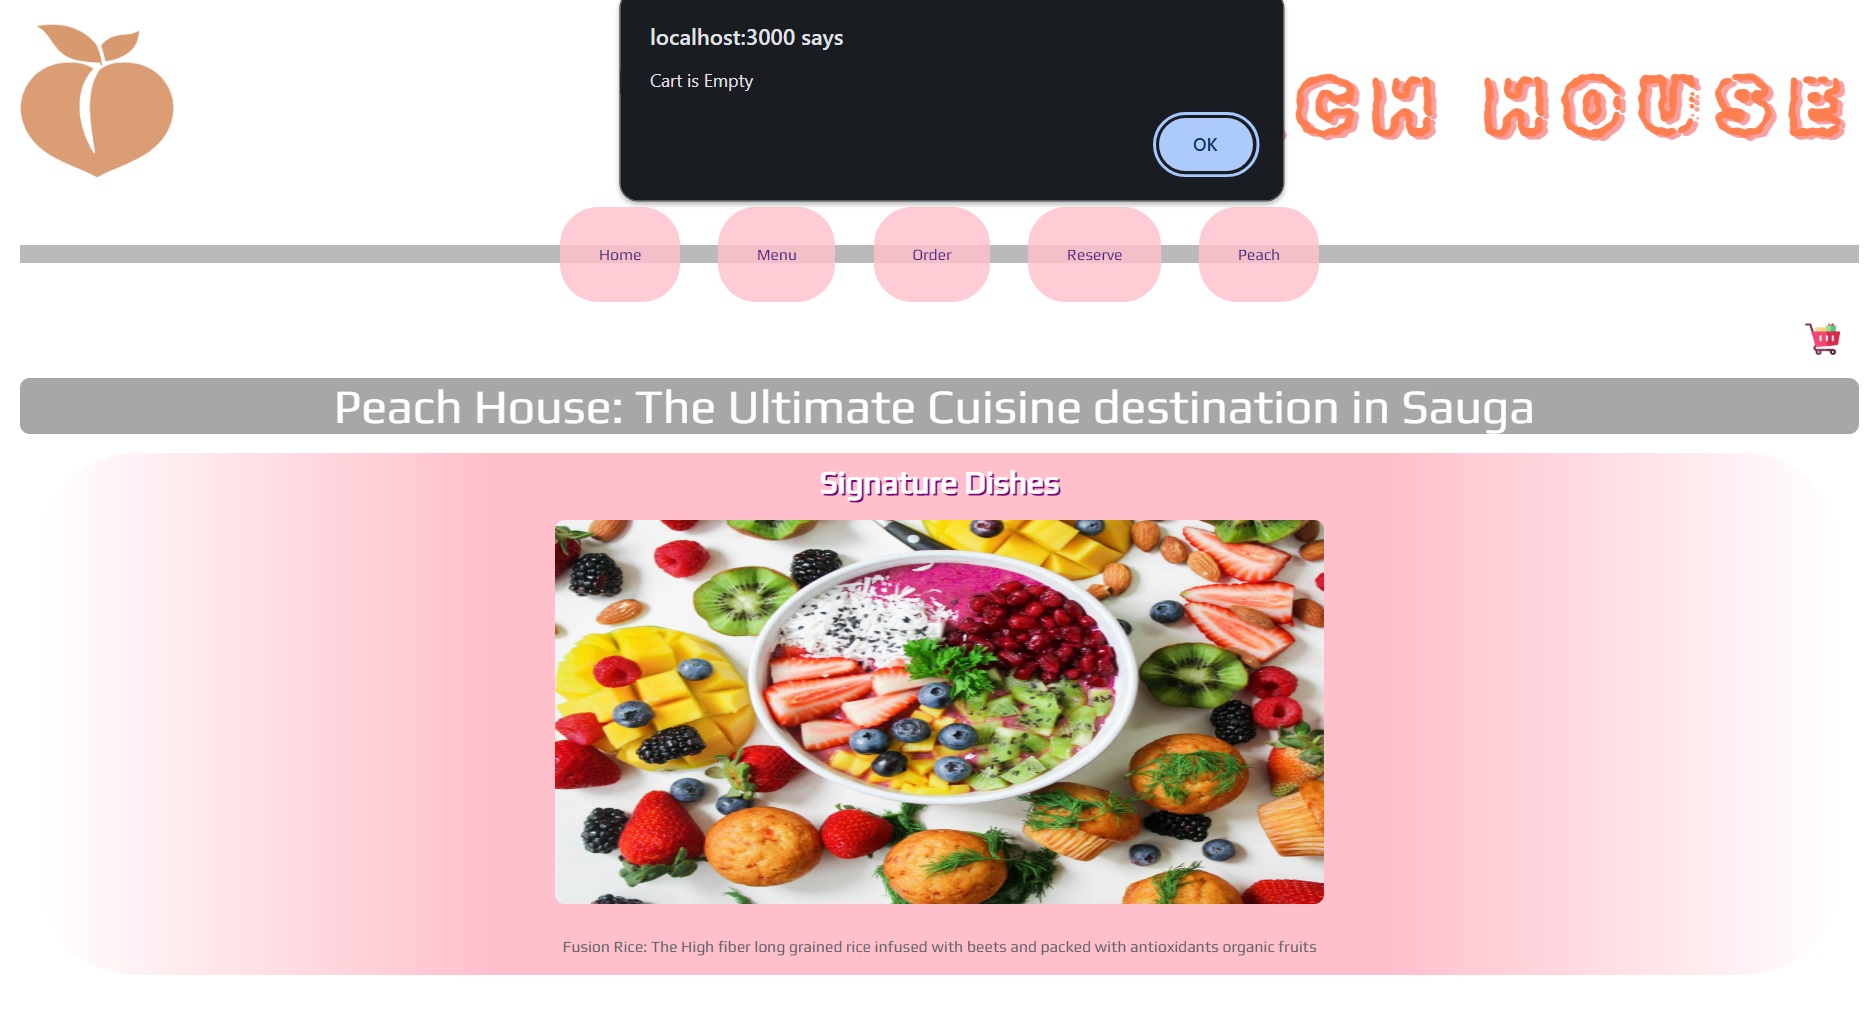 localhost:3000 says
Cart is Empty
OK
CH HOUSE
Home Menu Order Reserve Peach
Peach House: The Ultimate Cuisine destination in Sauga
Signature Dishes
Fusion Rice: The High fiber long grained rice infused with beets and packed with antioxidants organic fruits